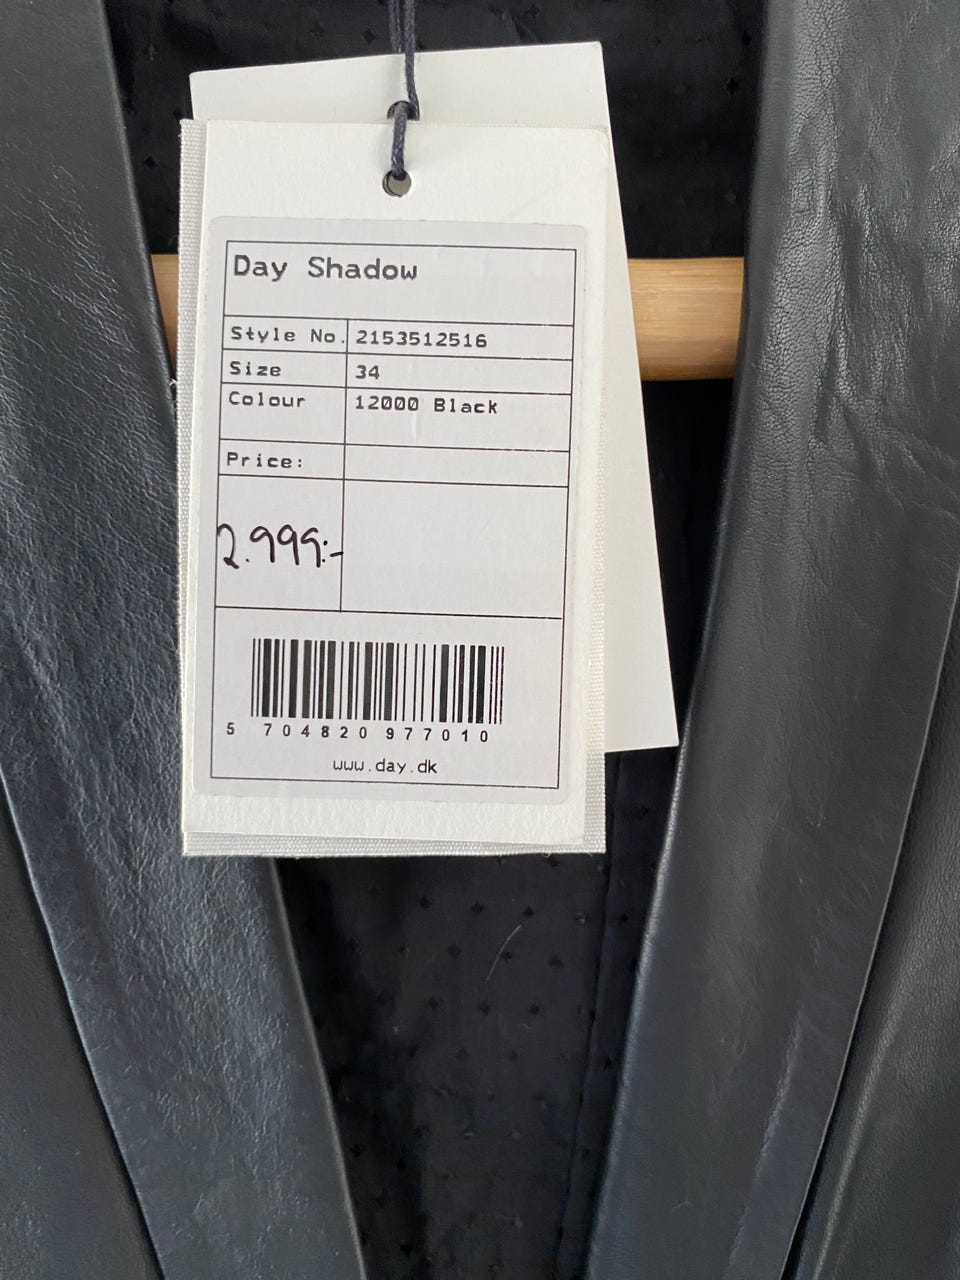 Day Shadow
Style No. 2153512516
Size 34
Colour 12000 Black
Price:
2.999:-
5 704820 977010
www.day.dk